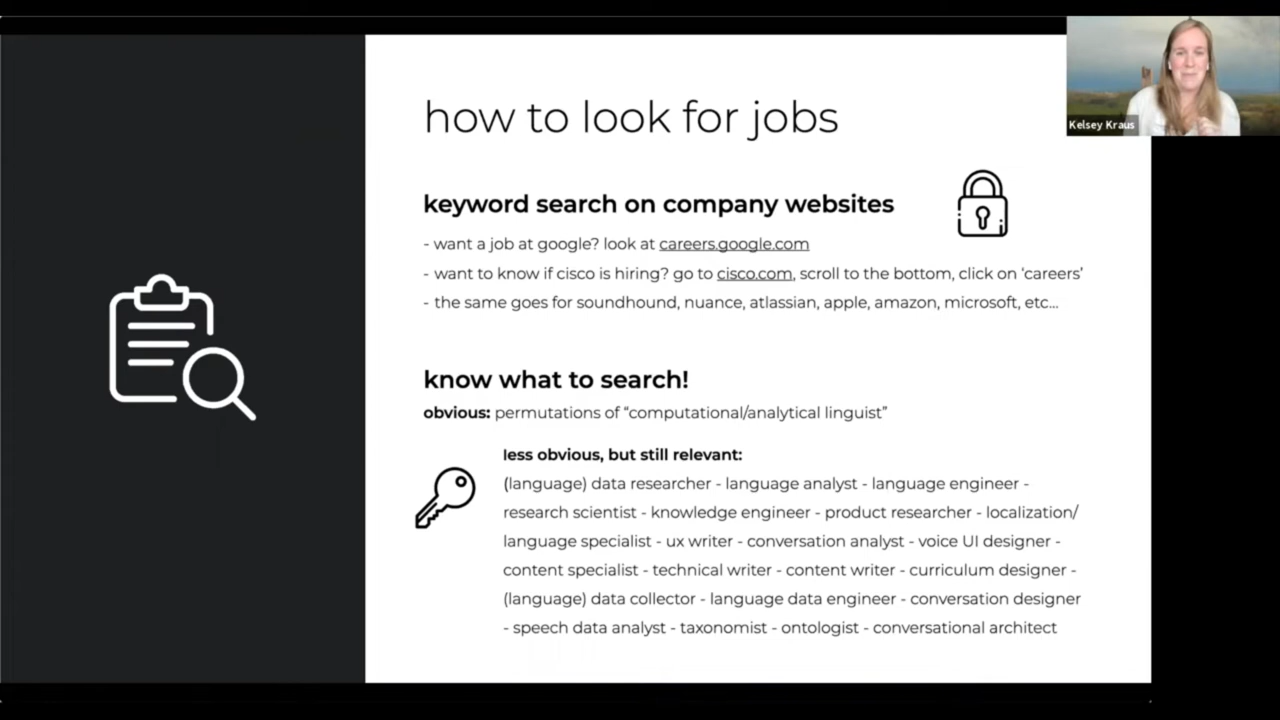 how to look for jobs
Kelsey Kraus
keyword search on company websites
- want a job at google? look at careers.google.com
- want to know if cisco is hiring? go to cisco.com, scroll to the bottom, click on ‘careers’
- the same goes for soundhound, nuance, atlassian, apple, amazon, microsoft, etc...
know what to search!
obvious: permutations of “computational/analytical linguist”
less obvious, but still relevant:
(language) data researcher - language analyst - language engineer -
research scientist - knowledge engineer - product researcher - localization/
language specialist - ux writer - conversation analyst - voice UI designer -
content specialist - technical writer - content writer - curriculum designer -
(language) data collector - language data engineer - conversation designer
- speech data analyst - taxonomist - ontologist - conversational architect